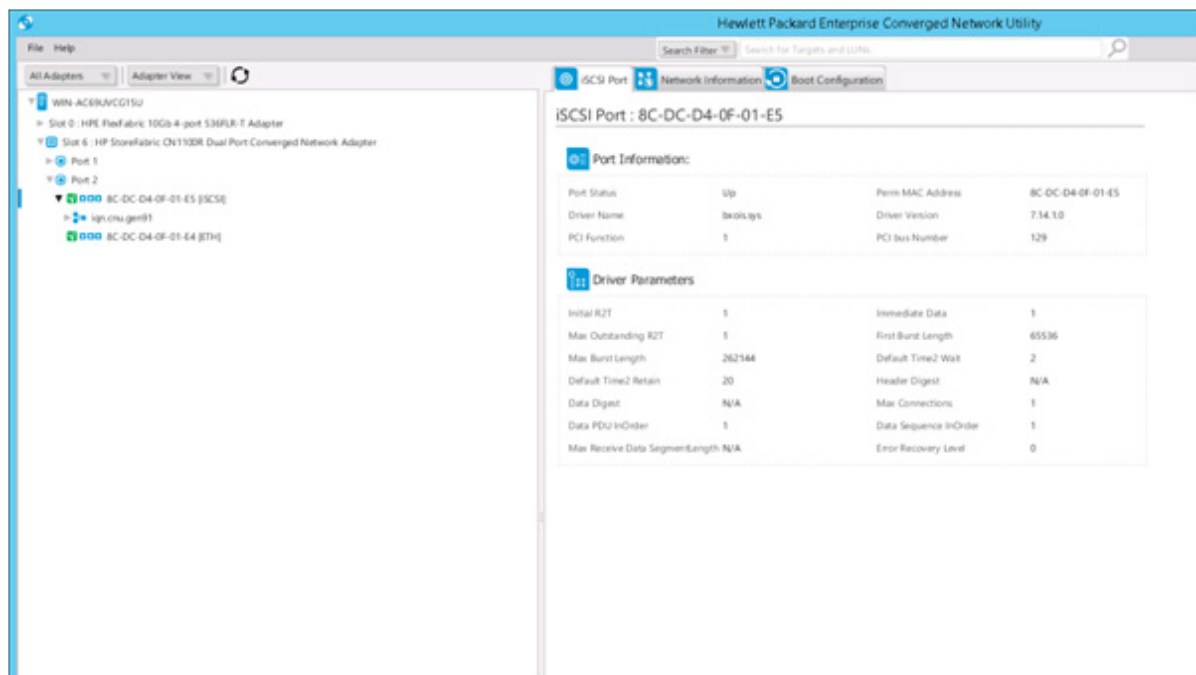 Hewlett Packard Enterprise Converged Network Utility
File Help
Search Filter Search for Targets and LUNs.
All Adapters Adapter View
iSCSI Port Network Information Boot Configuration
WIN-AC69UVCG1SU
Slot 0 : HPE FlexFabric 10Gb 4-port 536FLR-T Adapter
Slot 6 : HP StoreFabric CN1100R Dual Port Converged Network Adapter
Port 1
Port 2
8C-DC-D4-0F-01-E5 [iSCSI]
iqn.cnu.gen91
8C-DC-D4-0F-01-E4 [ETH]
iSCSI Port : 8C-DC-D4-0F-01-E5
Port Information:
Port Status Up Perm MAC Address 8C-DC-D4-0F-01-E5
Driver Name bxois.sys Driver Version 7.14.1.0
PCI Function 1 PCI bus Number 129
Driver Parameters
Initial R2T 1 Immediate Data 1
Max Outstanding R2T 1 First Burst Length 65536
Max Burst Length 262144 Default Time2 Wait 2
Default Time2 Retain 20 Header Digest N/A
Data Digest N/A Max Connections 1
Data PDU InOrder 1 Data Sequence InOrder 1
Max Receive Data SegmentLength N/A Error Recovery Level 0